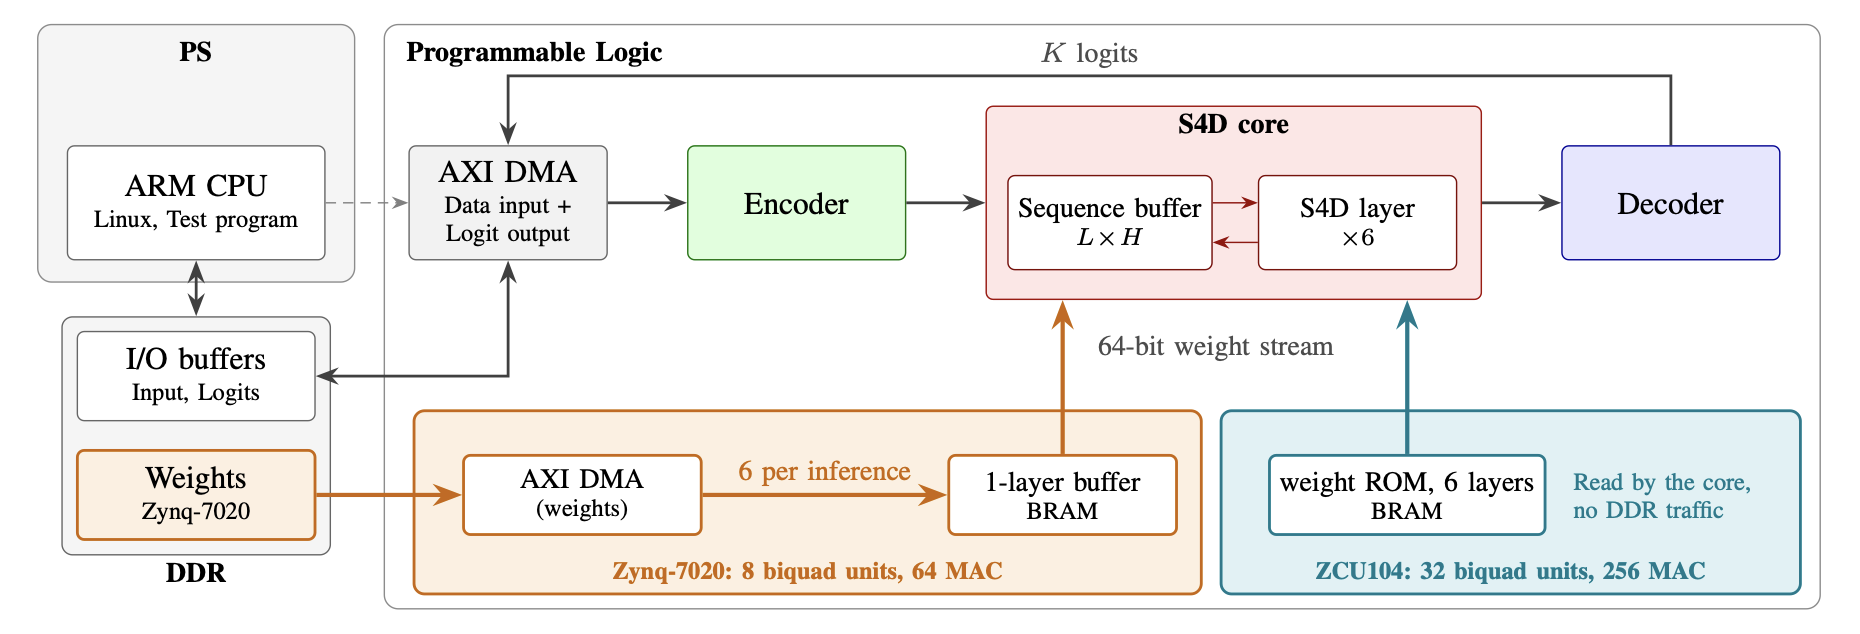 PS
Programmable Logic
K logits
ARM CPU
Linux, Test program
AXI DMA
Data input +
Logit output
Encoder
S4D core
Sequence buffer
L × H
S4D layer
×6
Decoder
I/O buffers
Input, Logits
64-bit weight stream
Weights
Zynq-7020
DDR
AXI DMA
(weights)
6 per inference
1-layer buffer
BRAM
Zynq-7020: 8 biquad units, 64 MAC
weight ROM, 6 layers
BRAM
Read by the core,
no DDR traffic
ZCU104: 32 biquad units, 256 MAC